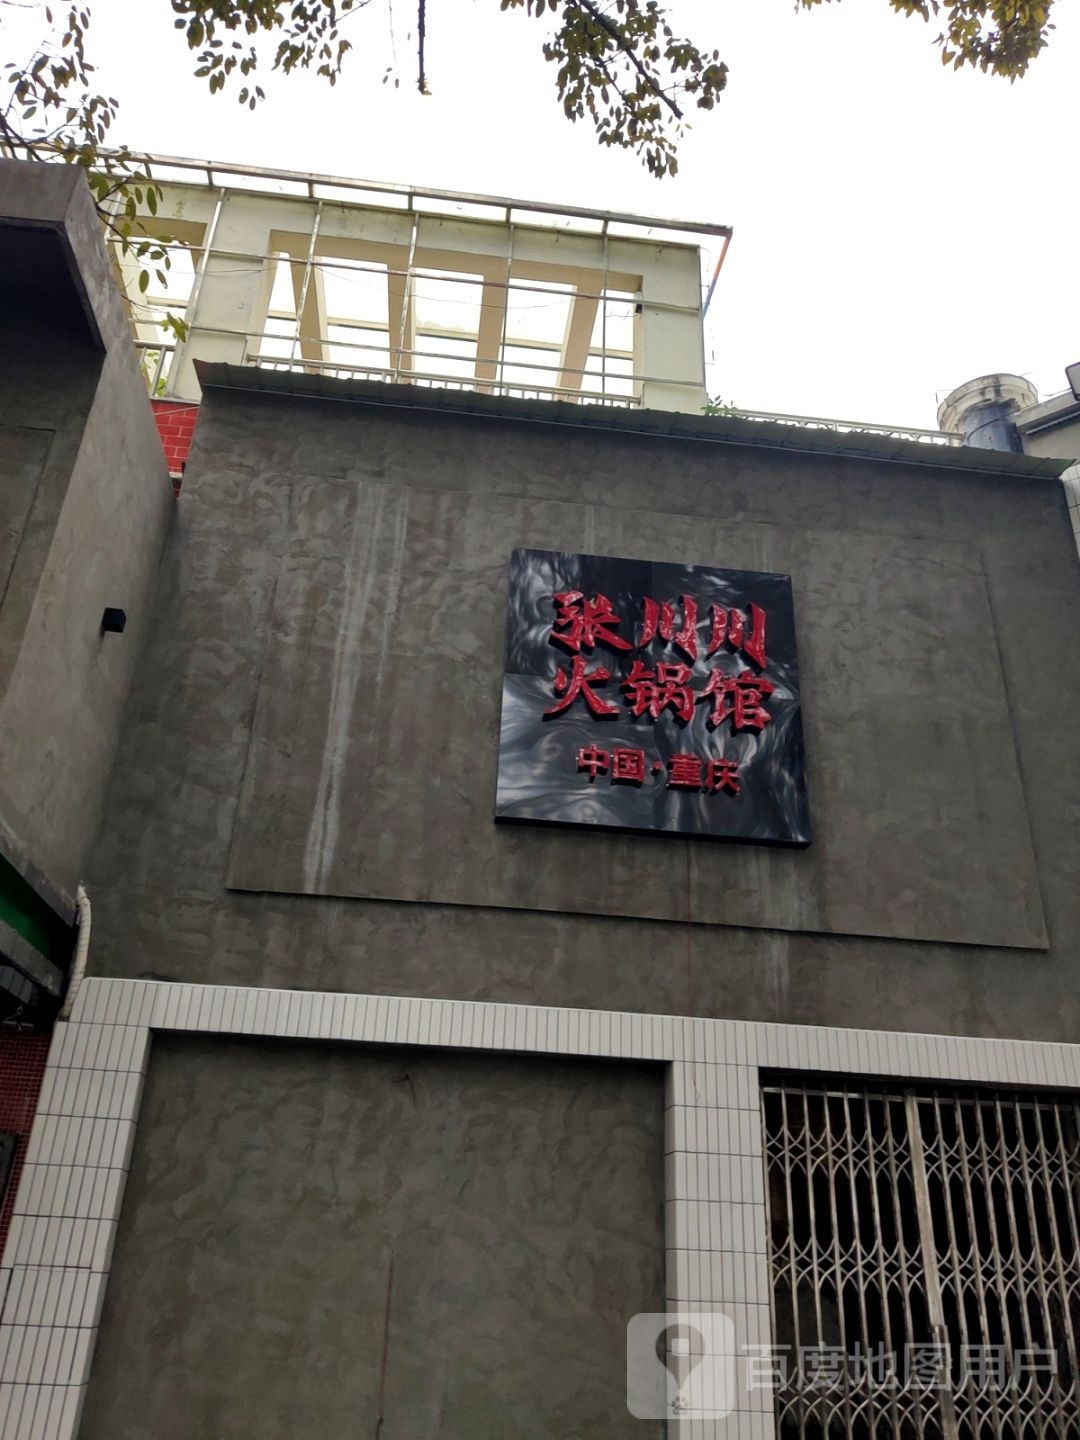 张川川
火锅馆
中国·重庆
百度地图用户